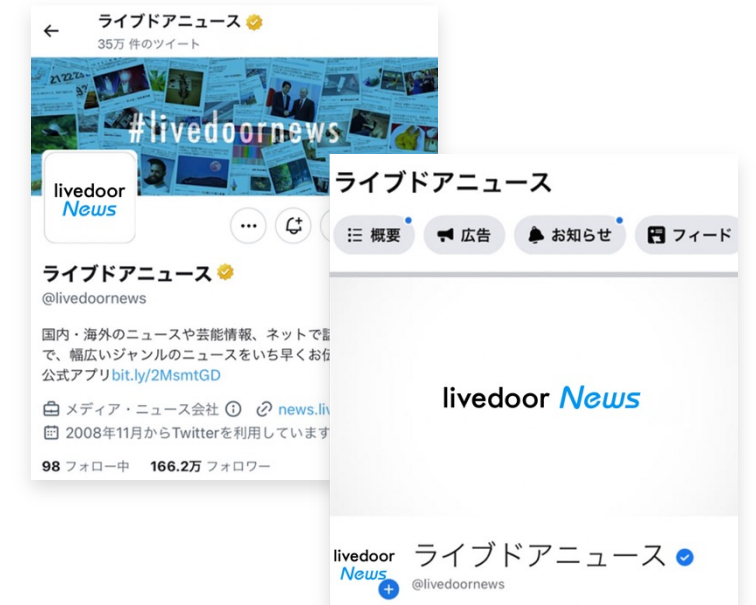 ライブドアニュース
35万 件のツイート
#livedoornews
livedoor
News
ライブドアニュース
@livedoornews
国内・海外のニュースや芸能情報、ネットで
で、幅広いジャンルのニュースをいち早くお伝
公式アプリbit.ly/2MsmtGD
メディア・ニュース会社 news.liv
2008年11月からTwitterを利用しています
98 フォロー中 166.2万 フォロワー
ライブドアニュース
概要 広告 お知らせ フィード
livedoor News
livedoor
News
ライブドアニュース
@livedoornews